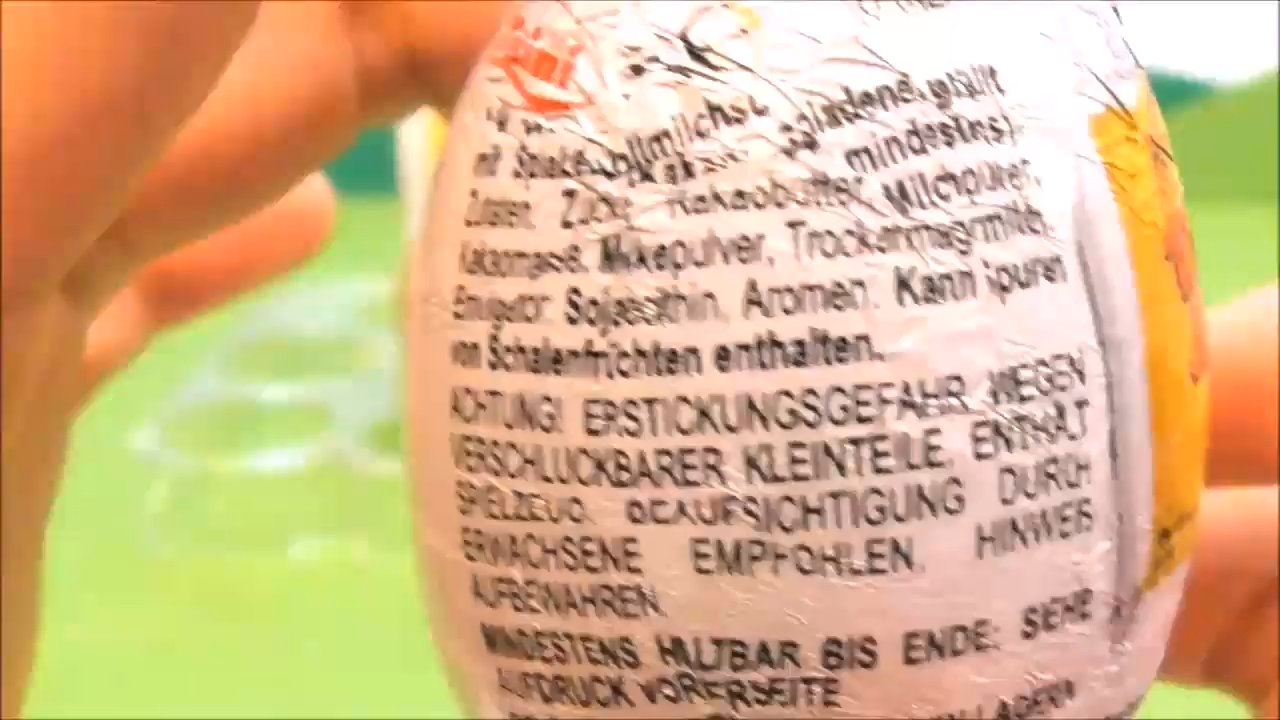 mindestens)
Zutaten: Zucker, Kakaobutter, Milchpulver,
Kakaomasse, Molkepulver, Trockenmagermilch,
Emulgator: Sojalecithin, Aromen. Kann Spuren
von Schalenfrüchten enthalten.
ACHTUNG! ERSTICKUNGSGEFAHR WEGEN
VERSCHLUCKBARER KLEINTEILE. ENTHÄLT
SPIELZEUG. BEAUFSICHTIGUNG DURCH
ERWACHSENE EMPFOHLEN. HINWEIS
AUFBEWAHREN.
MINDESTENS HALTBAR BIS ENDE: SIEHE
AUFDRUCK VORDERSEITE